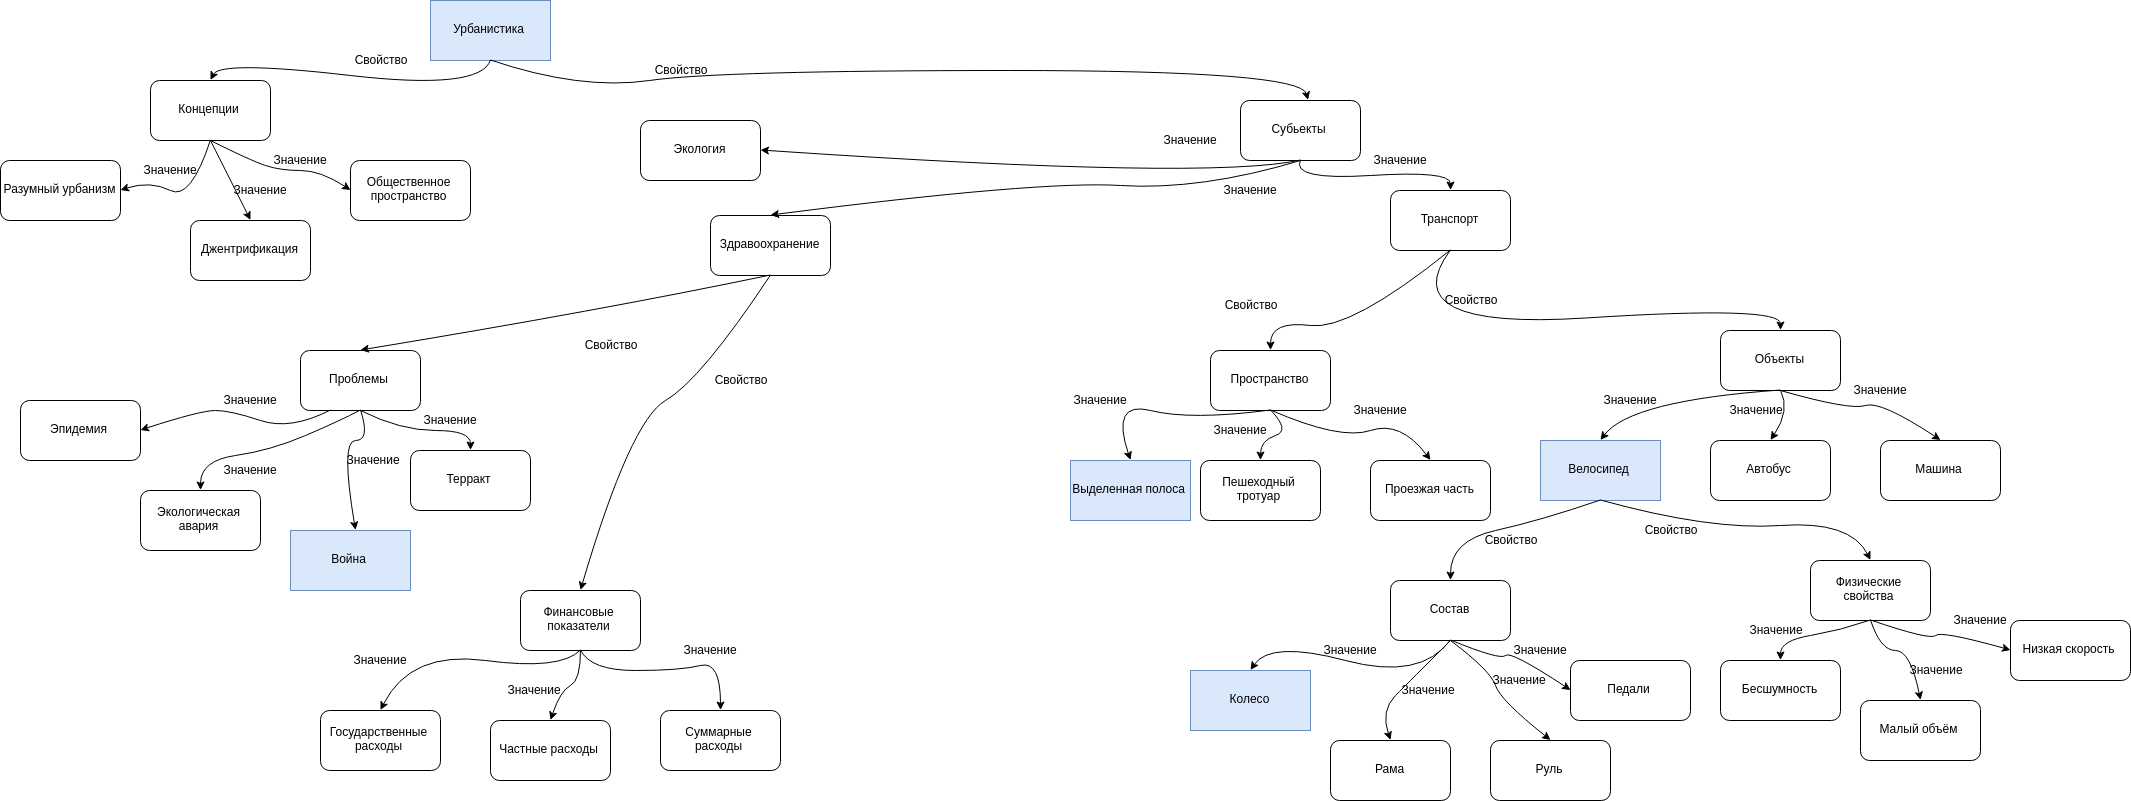 Урбанистика
Свойство
Свойство
Концепции
Субьекты
Значение
Экология
Значение
Значение
Значение
Разумный урбанизм
Значение
Общественное
пространство
Значение
Транспорт
Джентрификация
Здравоохранение
Свойство
Свойство
Свойство
Объекты
Проблемы
Свойство
Пространство
Значение
Значение
Значение
Значение
Значение
Значение
Значение
Эпидемия
Значение
Значение
Значение
Терракт
Велосипед
Автобус
Машина
Выделенная полоса
Пешеходный
тротуар
Проезжая часть
Экологическая
авария
Война
Свойство
Свойство
Финансовые
показатели
Состав
Физические
свойства
Значение
Значение
Значение
Значение
Значение
Значение
Низкая скорость
Значение
Значение
Значение
Значение
Колесо
Педали
Бесшумность
Малый объём
Государственные
расходы
Частные расходы
Суммарные
расходы
Рама
Руль